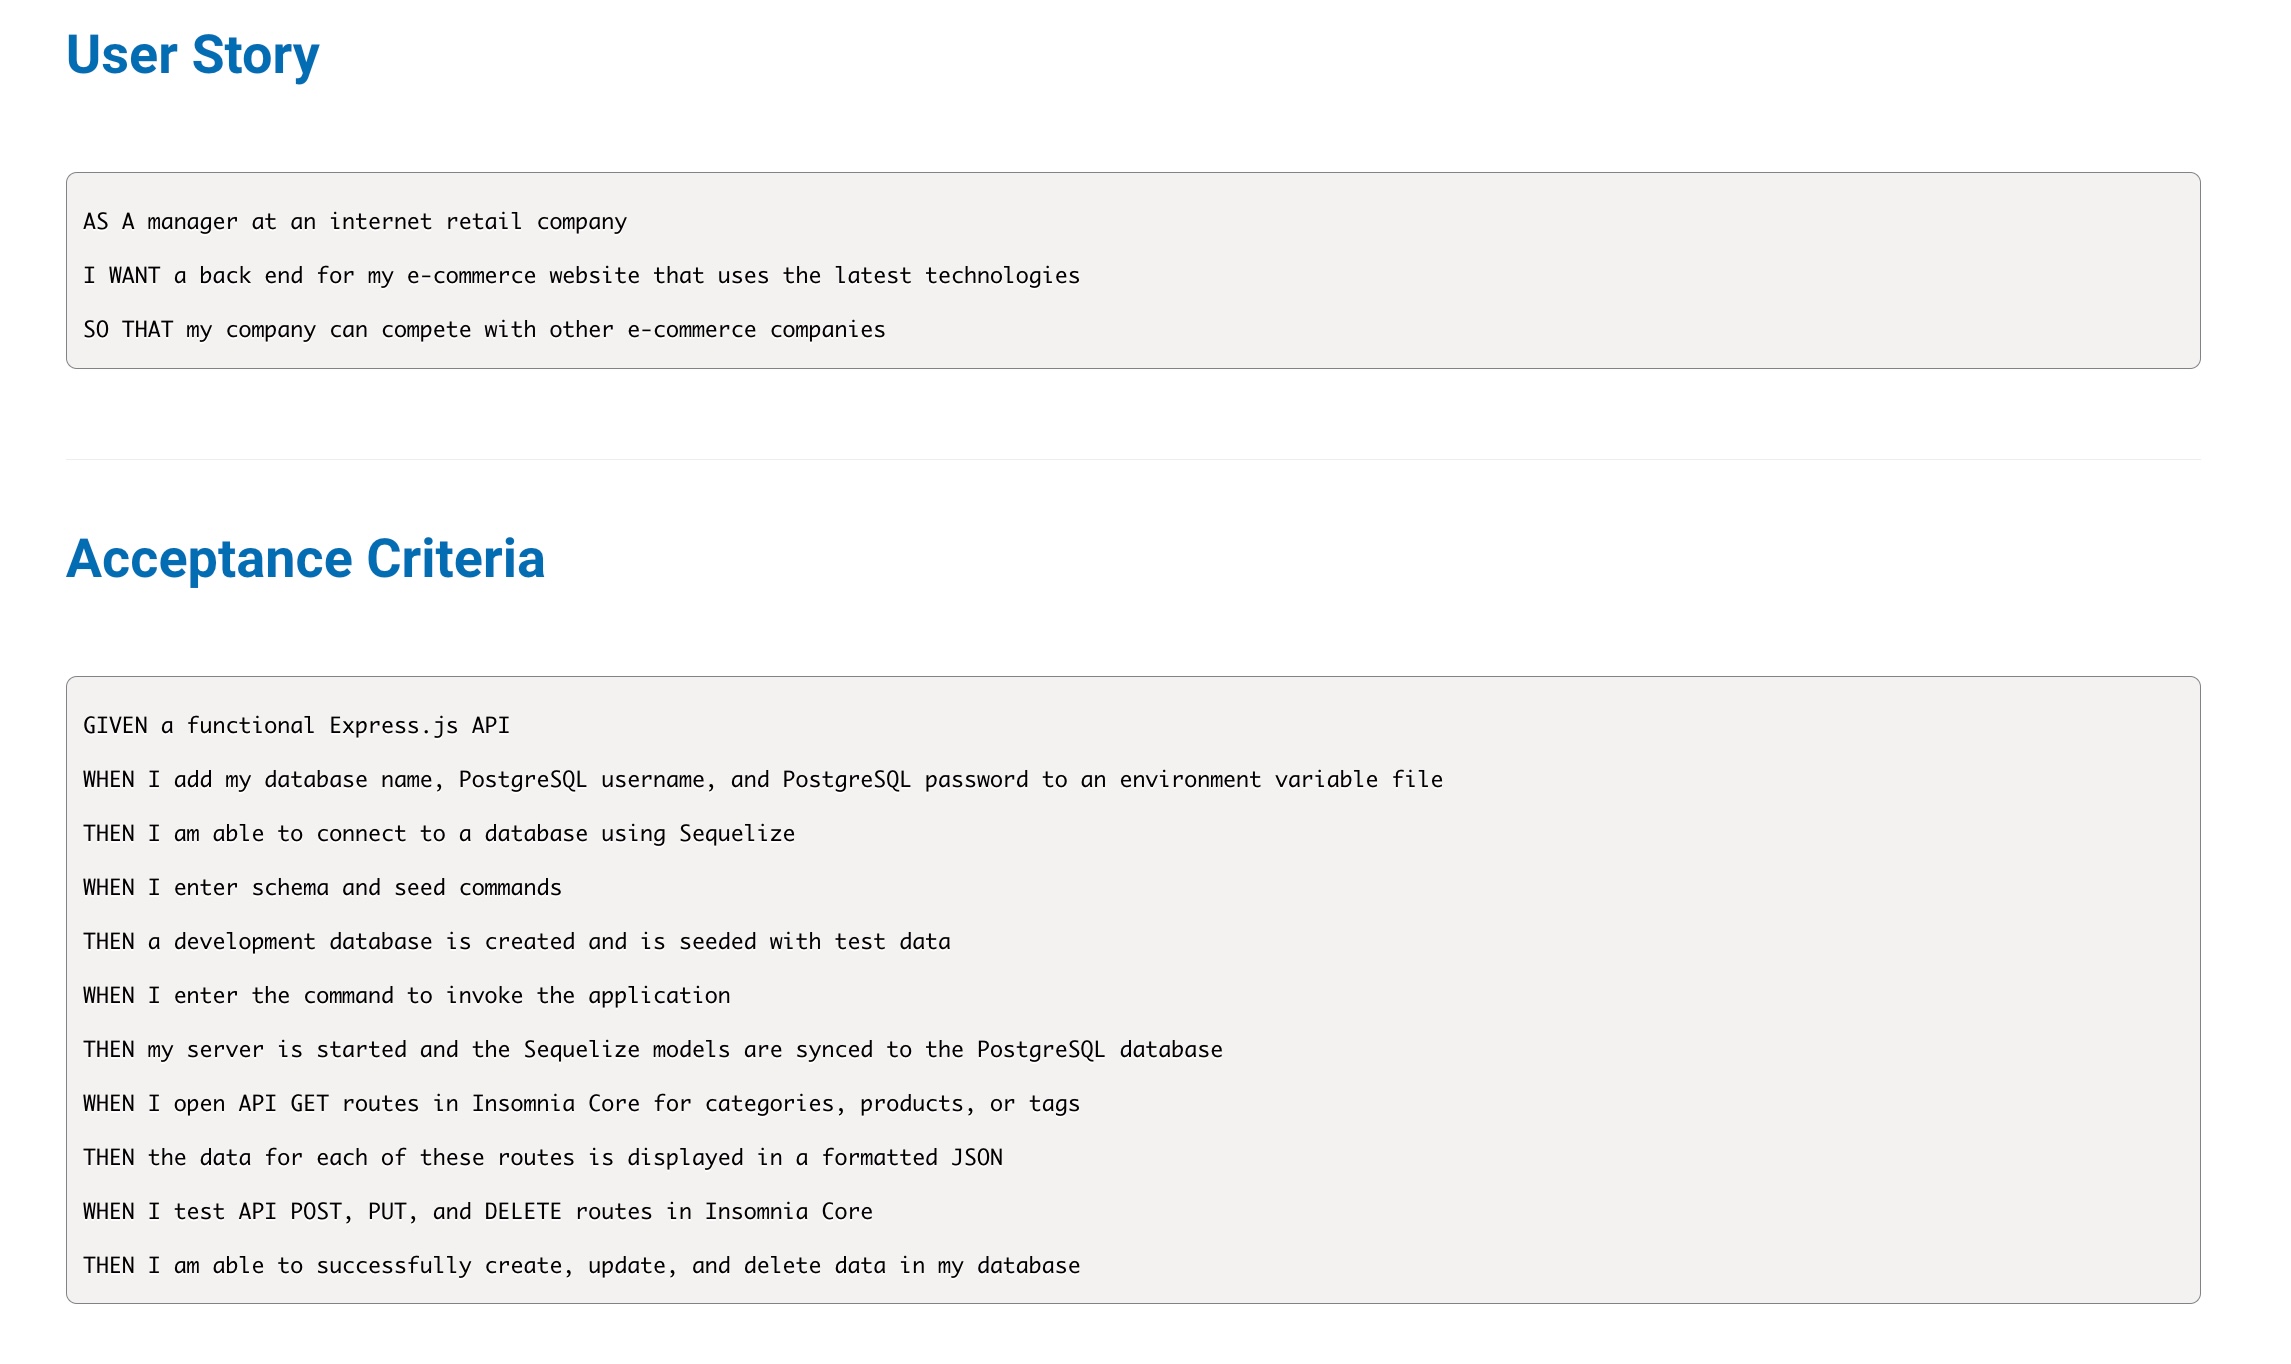 User Story
AS A manager at an internet retail company
I WANT a back end for my e-commerce website that uses the latest technologies
SO THAT my company can compete with other e-commerce companies
Acceptance Criteria
GIVEN a functional Express.js API
WHEN I add my database name, PostgreSQL username, and PostgreSQL password to an environment variable file
THEN I am able to connect to a database using Sequelize
WHEN I enter schema and seed commands
THEN a development database is created and is seeded with test data
WHEN I enter the command to invoke the application
THEN my server is started and the Sequelize models are synced to the PostgreSQL database
WHEN I open API GET routes in Insomnia Core for categories, products, or tags
THEN the data for each of these routes is displayed in a formatted JSON
WHEN I test API POST, PUT, and DELETE routes in Insomnia Core
THEN I am able to successfully create, update, and delete data in my database